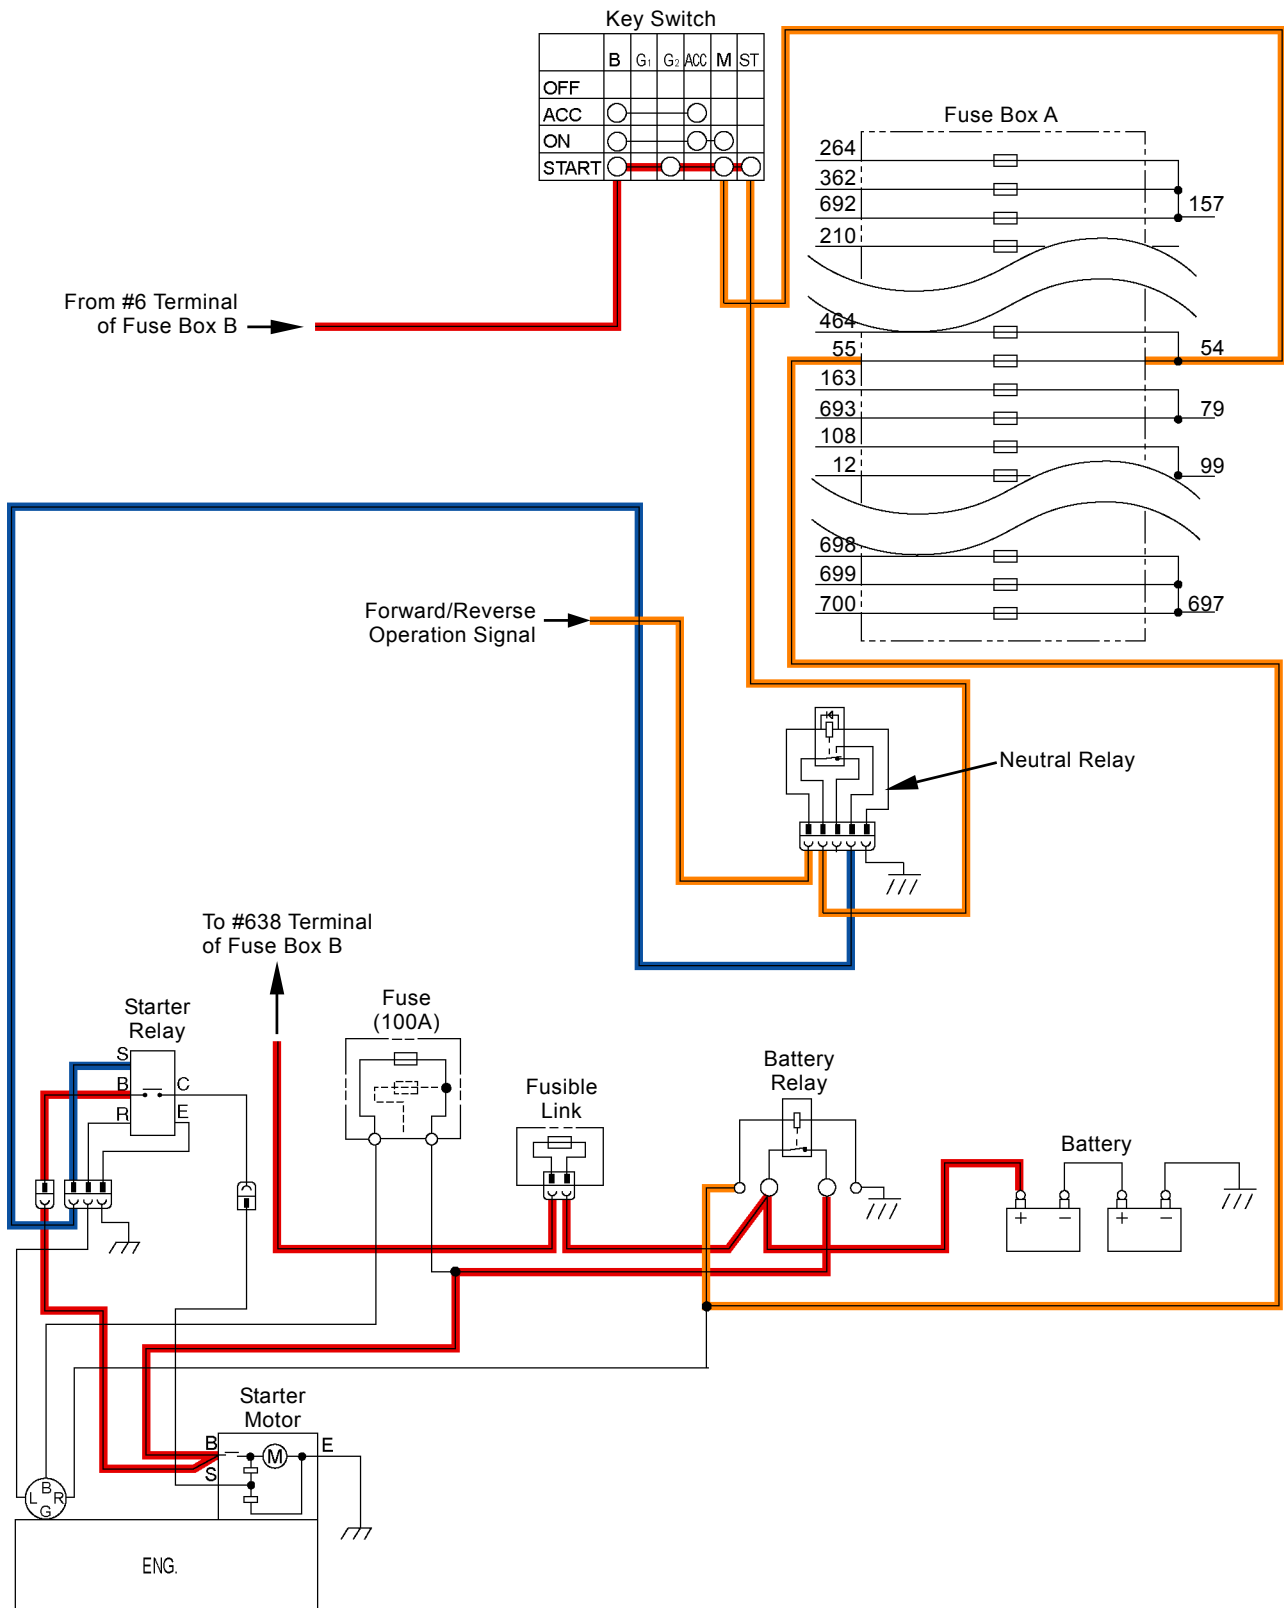 Key Switch
B G1 G2 ACC M ST
OFF
ACC
ON
START
Fuse Box A
264
362
692
157
210
From #6 Terminal
of Fuse Box B
464
55
54
163
693
79
108
12
99
698
699
700
697
Forward/Reverse
Operation Signal
Neutral Relay
To #638 Terminal
of Fuse Box B
Starter
Relay
S
B C
R E
Fuse
(100A)
Fusible
Link
Battery
Relay
Battery
+ − + −
Starter
Motor
B M E
S
B
L R
G
ENG.